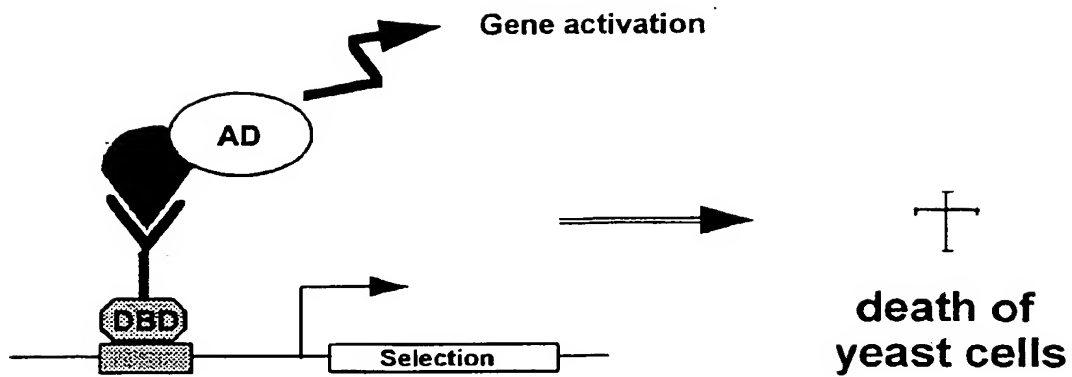 Gene activation
AD
DBD
Selection
death of
yeast cells